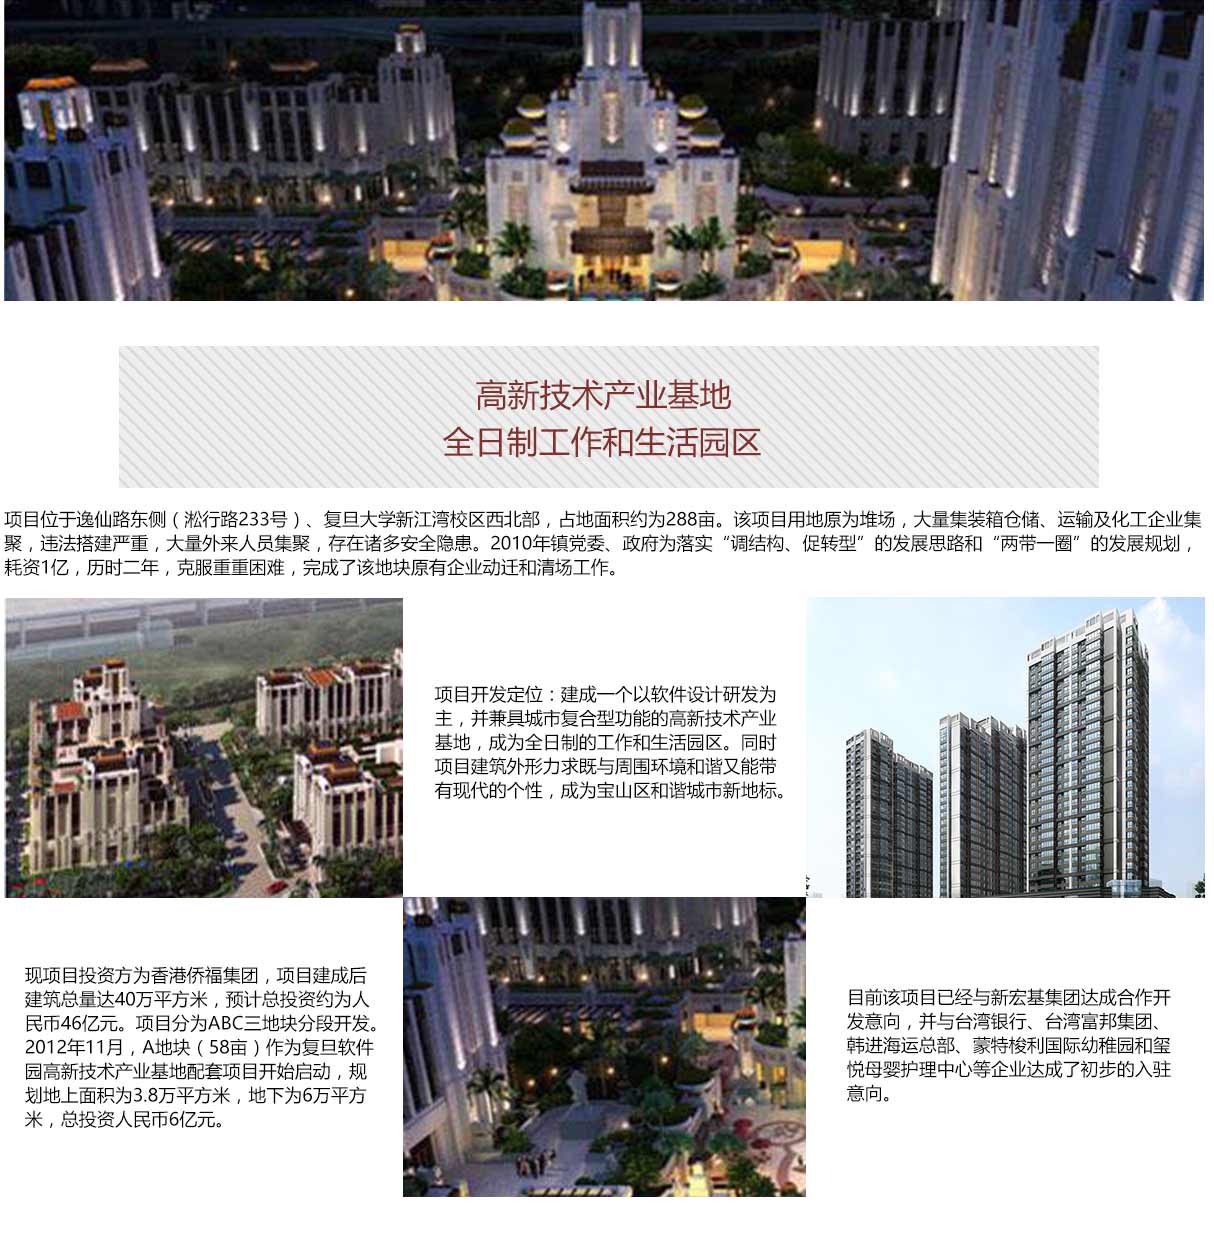 高新技术产业基地
全日制工作和生活园区
项目位于逸仙路东侧（淞行路233号）、复旦大学新江湾校区西北部，占地面积约为288亩。该项目用地原为堆场，大量集装箱仓储、运输及化工企业集
聚，违法搭建严重，大量外来人员集聚，存在诸多安全隐患。2010年镇党委、政府为落实“调结构、促转型”的发展思路和“两带一圈”的发展规划，
耗资1亿，历时二年，克服重重困难，完成了该地块原有企业动迁和清场工作。
项目开发定位：建成一个以软件设计研发为
主，并兼具城市复合型功能的高新技术产业
基地，成为全日制的工作和生活园区。同时
项目建筑外形力求既与周围环境和谐又能带
有现代的个性，成为宝山区和谐城市新地标。
现项目投资方为香港侨福集团，项目建成后
建筑总量达40万平方米，预计总投资约为人
民币46亿元。项目分为ABC三地块分段开发。
2012年11月，A地块（58亩）作为复旦软件
园高新技术产业基地配套项目开始启动，规
划地上面积为3.8万平方米，地下为6万平方
米，总投资人民币6亿元。
目前该项目已经与新宏基集团达成合作开
发意向，并与台湾银行、台湾富邦集团、
韩进海运总部、蒙特梭利国际幼稚园和玺
悦母婴护理中心等企业达成了初步的入驻
意向。